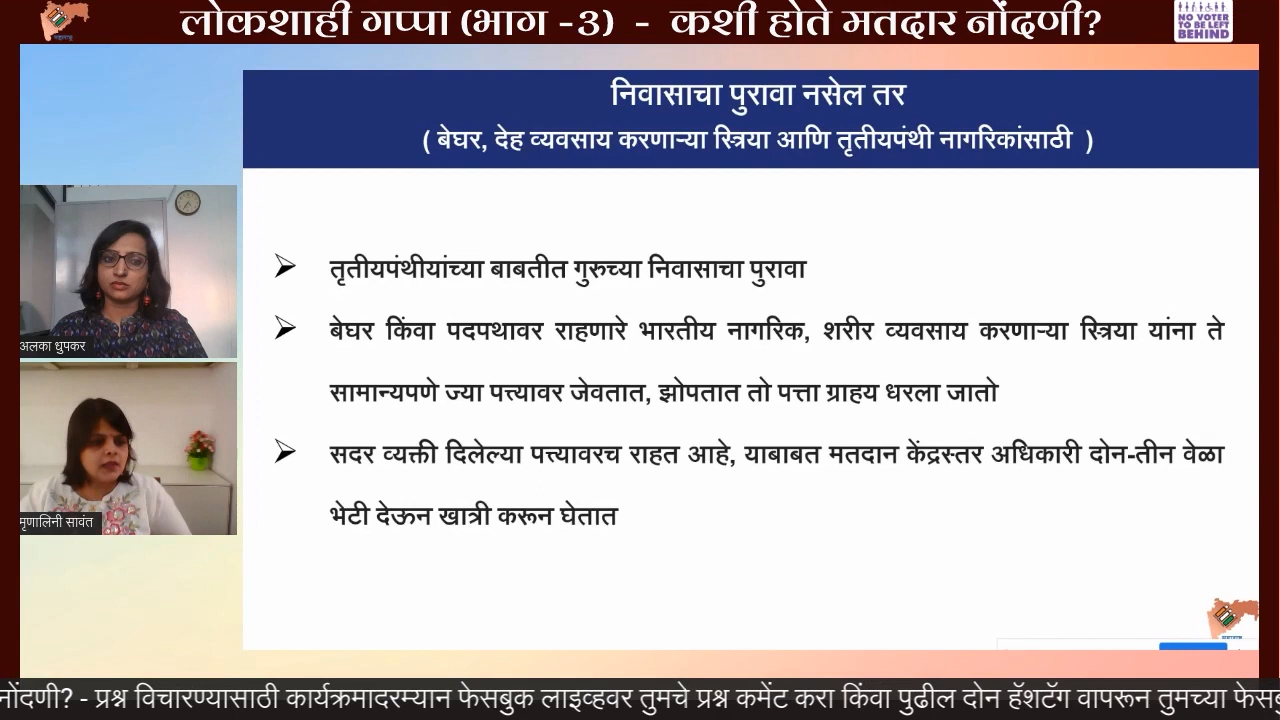 लोकशाही गप्पा (भाग -3) - कशी होते मतदार नोंदणी?
NO VOTER
TO BE LEFT
BEHIND
निवासाचा पुरावा नसेल तर
( बेघर, देह व्यवसाय करणाऱ्या स्त्रिया आणि तृतीयपंथी नागरिकांसाठी )
तृतीयपंथीयांच्या बाबतीत गुरुच्या निवासाचा पुरावा
बेघर किंवा पदपथावर राहणारे भारतीय नागरिक, शरीर व्यवसाय करणाऱ्या स्त्रिया यांना ते
सामान्यपणे ज्या पत्त्यावर जेवतात, झोपतात तो पत्ता ग्राहय धरला जातो
सदर व्यक्ती दिलेल्या पत्त्यावरच राहत आहे, याबाबत मतदान केंद्रस्तर अधिकारी दोन-तीन वेळा
भेटी देऊन खात्री करून घेतात
अलका धुपकर
मृणालिनी सावंत
नोंदणी? - प्रश्न विचारण्यासाठी कार्यक्रमादरम्यान फेसबुक लाइव्हवर तुमचे प्रश्न कमेंट करा किंवा पुढील दोन हॅशटॅग वापरून तुमच्या